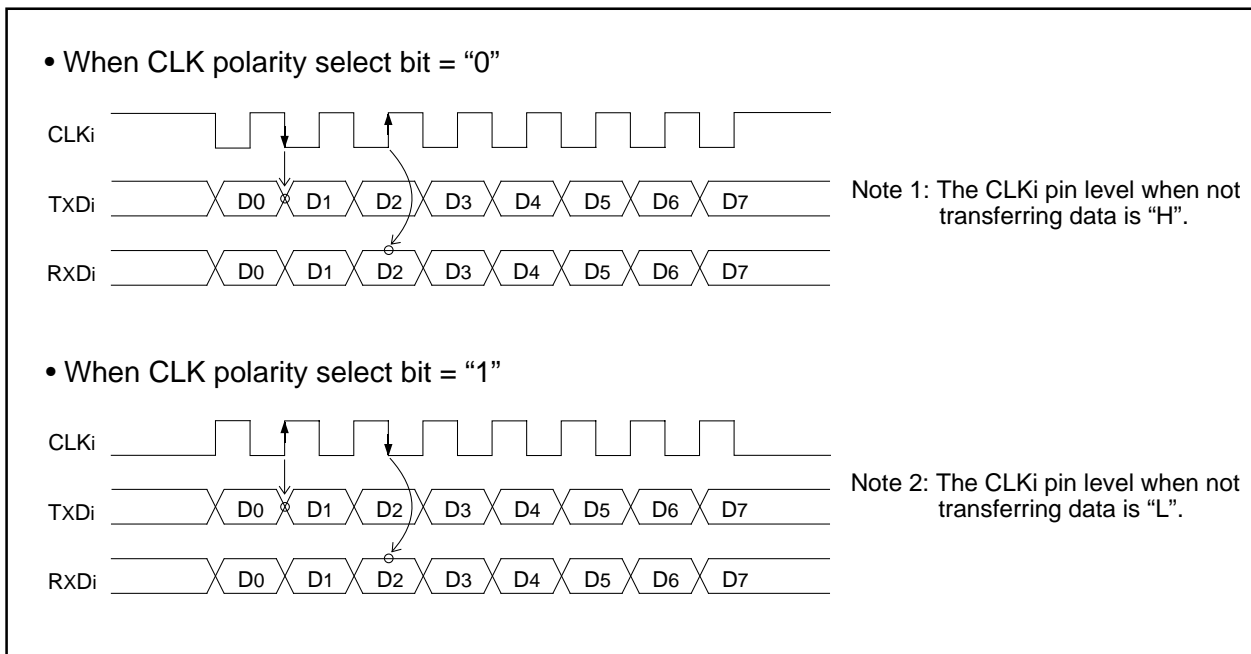 • When CLK polarity select bit = “0”
CLKi
TXDi D0 D1 D2 D3 D4 D5 D6 D7
RXDi D0 D1 D2 D3 D4 D5 D6 D7
Note 1: The CLKi pin level when not
transferring data is “H”.
• When CLK polarity select bit = “1”
CLKi
TXDi D0 D1 D2 D3 D4 D5 D6 D7
RXDi D0 D1 D2 D3 D4 D5 D6 D7
Note 2: The CLKi pin level when not
transferring data is “L”.